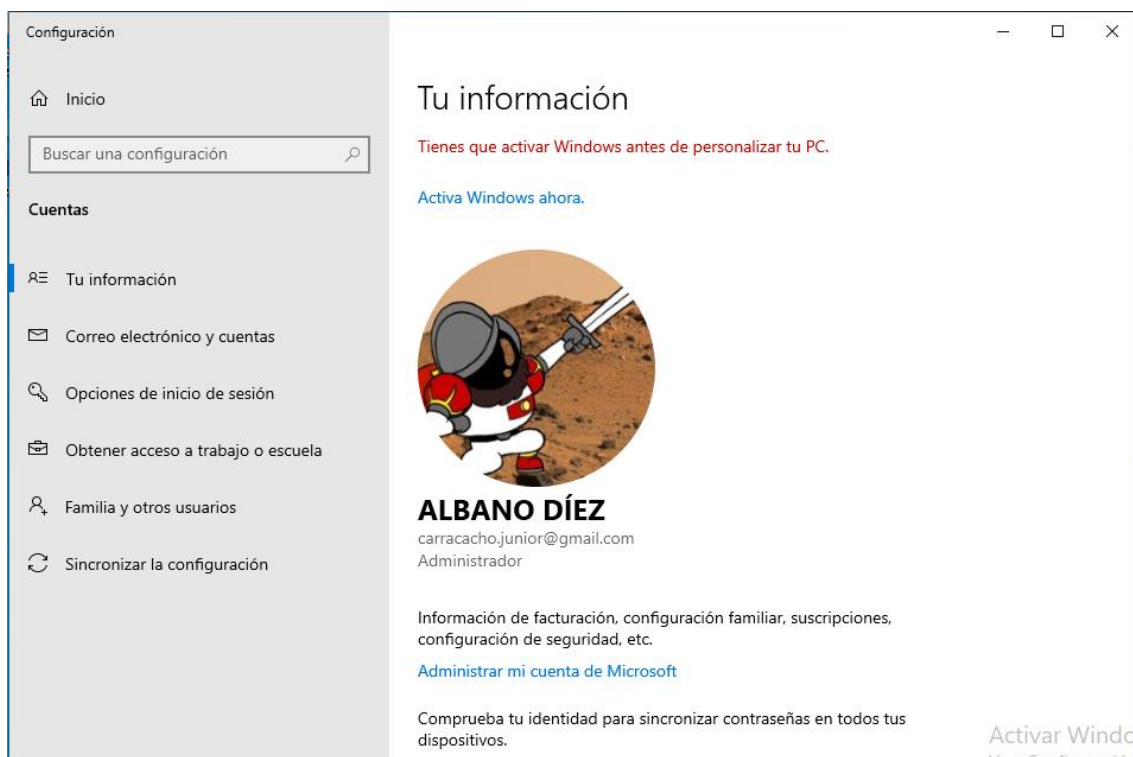 Configuración
Inicio
Buscar una configuración
Cuentas
Tu información
Correo electrónico y cuentas
Opciones de inicio de sesión
Obtener acceso a trabajo o escuela
Familia y otros usuarios
Sincronizar la configuración
Tu información
Tienes que activar Windows antes de personalizar tu PC.
Activa Windows ahora.
ALBANO DÍEZ
carracacho.junior@gmail.com
Administrador
Información de facturación, configuración familiar, suscripciones,
configuración de seguridad, etc.
Administrar mi cuenta de Microsoft
Comprueba tu identidad para sincronizar contraseñas en todos tus
dispositivos.
Activar Windo